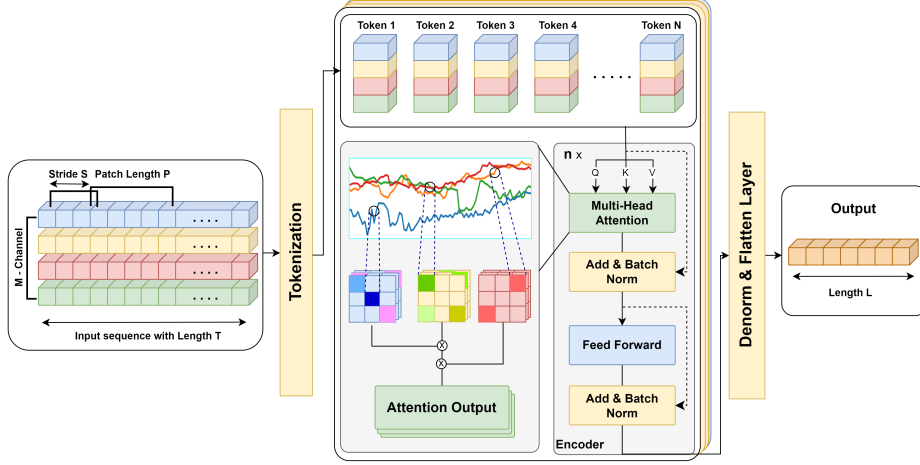 Stride S
Patch Length P
M - Channel
. . . .
. . . .
. . . .
. . . .
Input sequence with Length T
Tokenization
Token 1
Token 2
Token 3
Token 4
Token N
. . . . .
n x
Q
K
V
Multi-Head
Attention
Add & Batch
Norm
Feed Forward
Add & Batch
Norm
Encoder
X
X
Attention Output
Denorm & Flatten Layer
Output
Length L